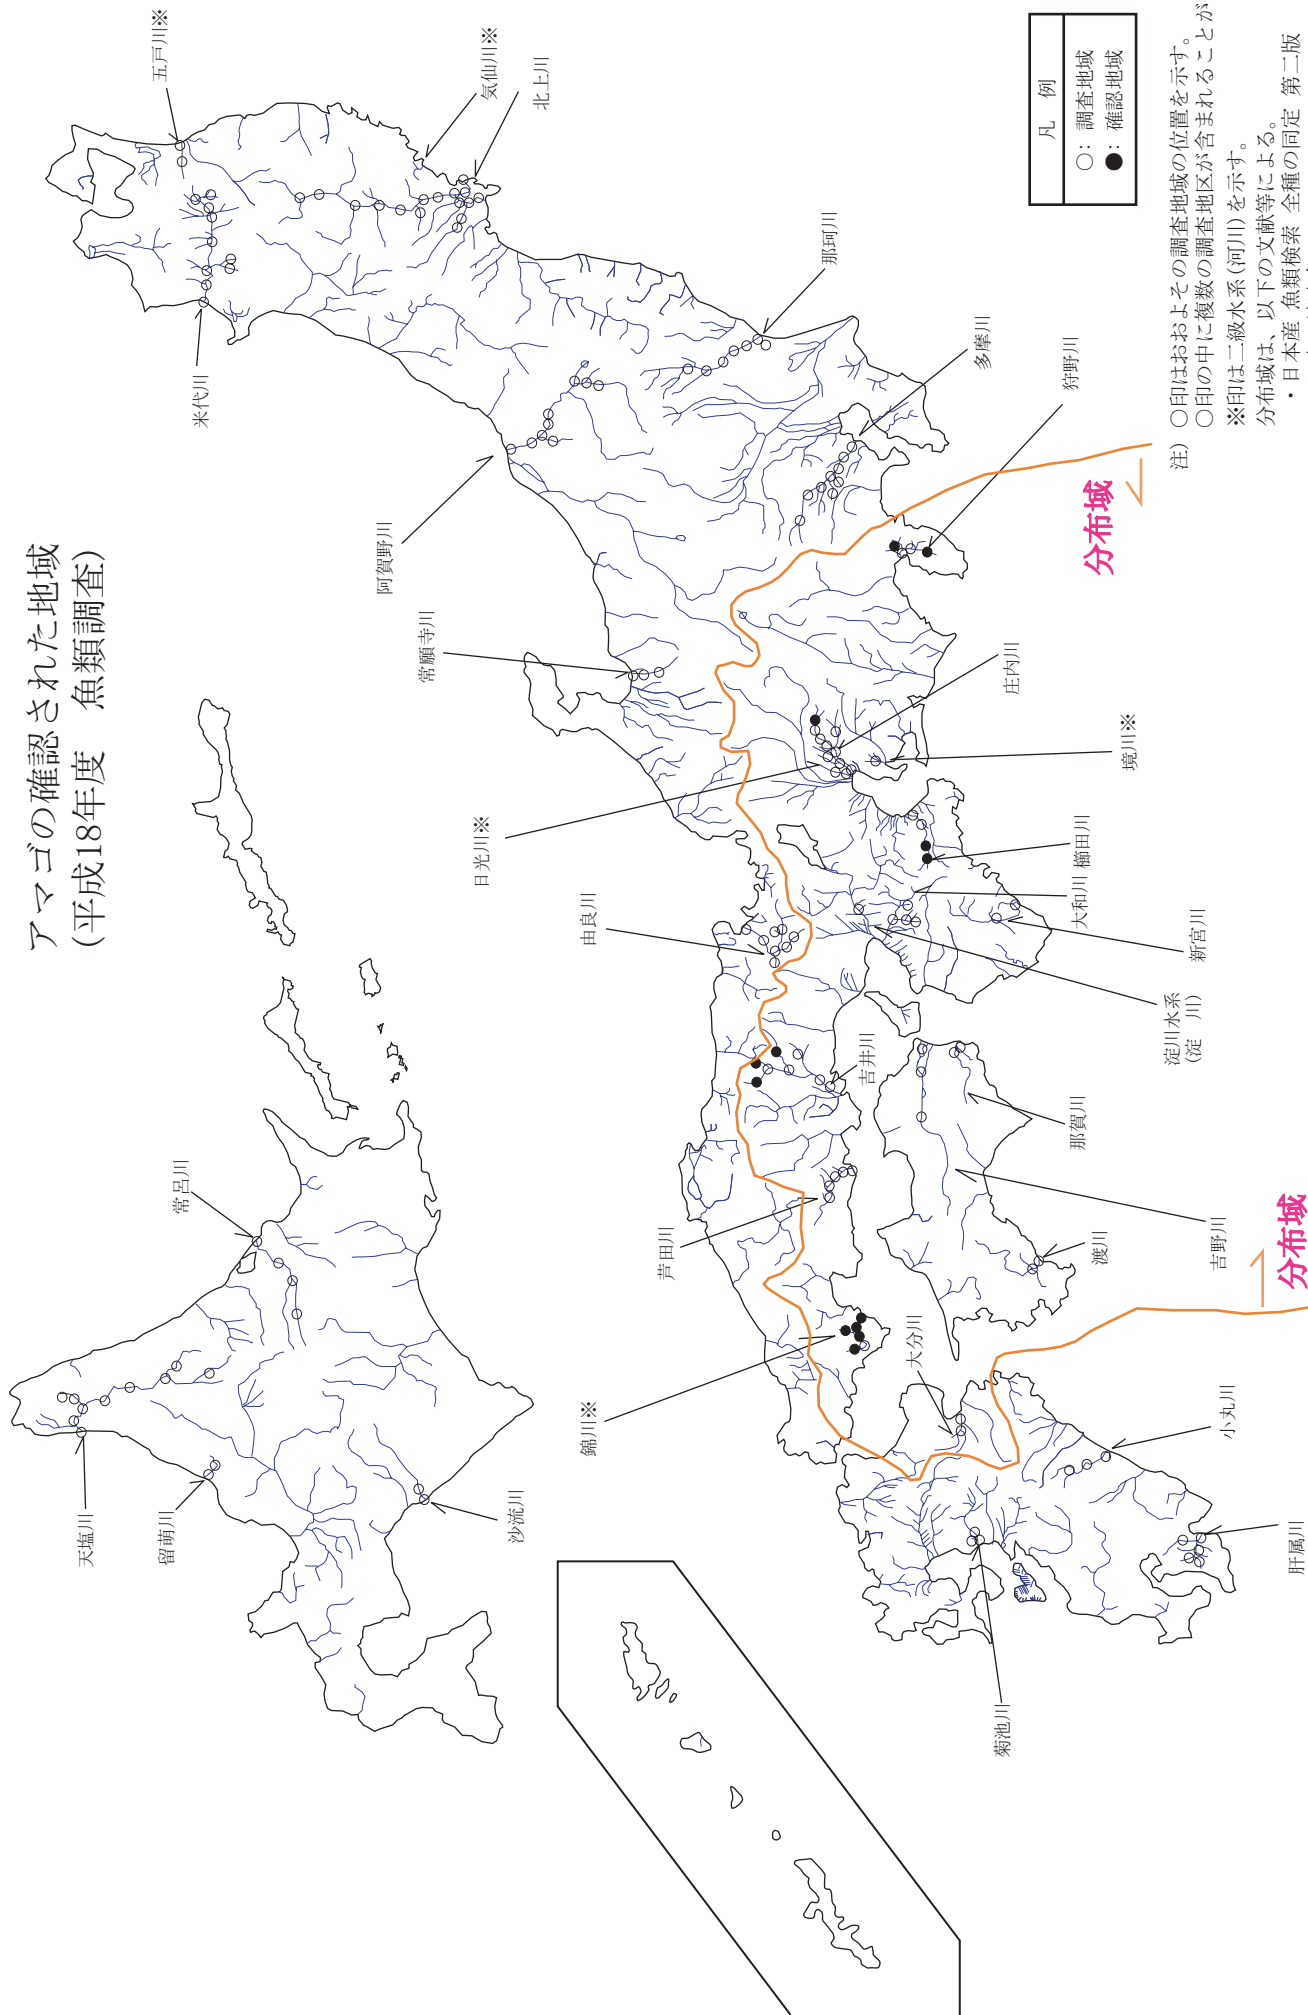 アマゴの確認された地域
(平成18年度　魚類調査)
五戸川※
気仙川※
北上川
米代川
那珂川
多摩川
狩野川
阿賀野川
常願寺川
庄内川
境川※
日光川※
櫛田川
大和川
新宮川
由良川
淀川水系
(淀　川)
吉井川
那賀川
吉野川
渡川
芦田川
錦川※
大分川
小丸川
肝属川
菊池川
常呂川
天塩川
留萌川
沙流川
分布域
分布域
凡　例
○：調査地域
●：確認地域
注）○印はおおよその調査地域の位置を示す。
○印の中に複数の調査地区が含まれることが
※印は二級水系(河川)を示す。
分布域は、以下の文献等による。
・日本産 魚類検索 全種の同定 第二版